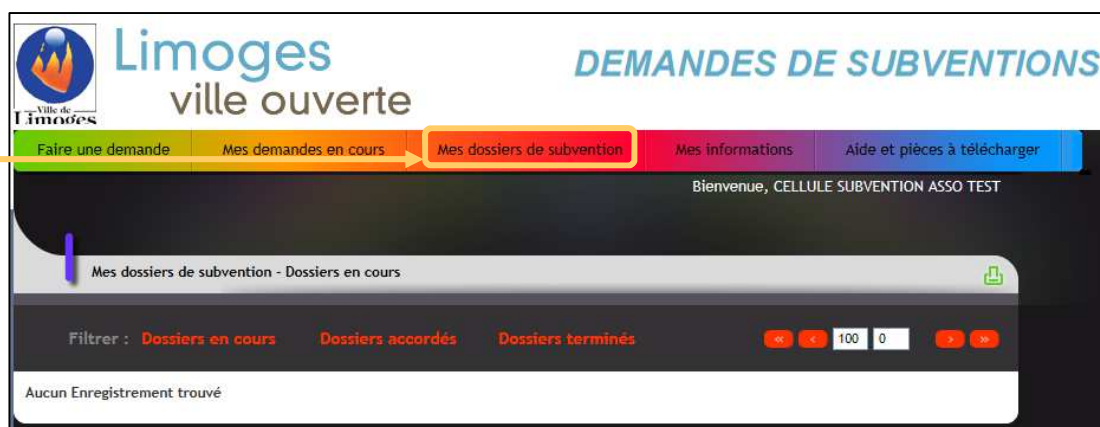 Limoges
ville ouverte
Ville de
Limoges
DEMANDES DE SUBVENTIONS
Faire une demande Mes demandes en cours Mes dossiers de subvention Mes informations Aide et pièces à télécharger
Bienvenue, CELLULE SUBVENTION ASSO TEST
Mes dossiers de subvention - Dossiers en cours
Filtrer : Dossiers en cours Dossiers accordés Dossiers terminés « < 100 0 > »
Aucun Enregistrement trouvé